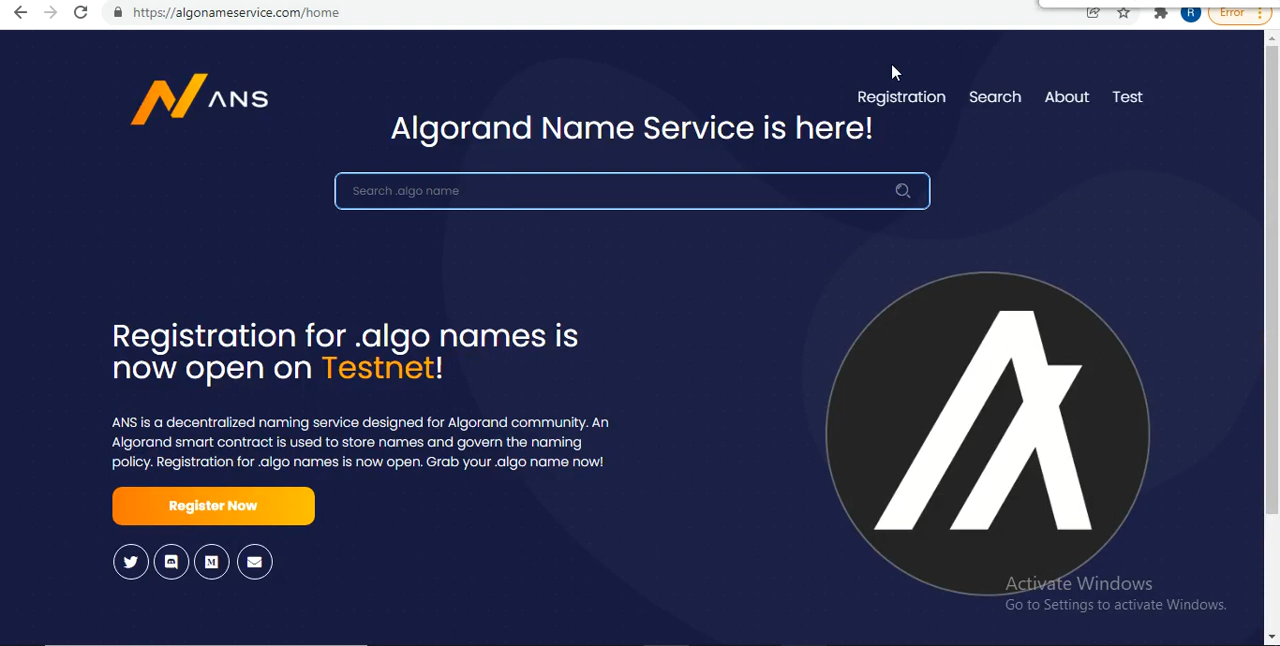 https://algonameservice.com/home
R
Error
ANS
Registration Search About Test
Algorand Name Service is here!
Search .algo name
Registration for .algo names is
now open on Testnet!
ANS is a decentralized naming service designed for Algorand community. An
Algorand smart contract is used to store names and govern the naming
policy. Registration for .algo names is now open. Grab your .algo name now!
Register Now
Activate Windows
Go to Settings to activate Windows.